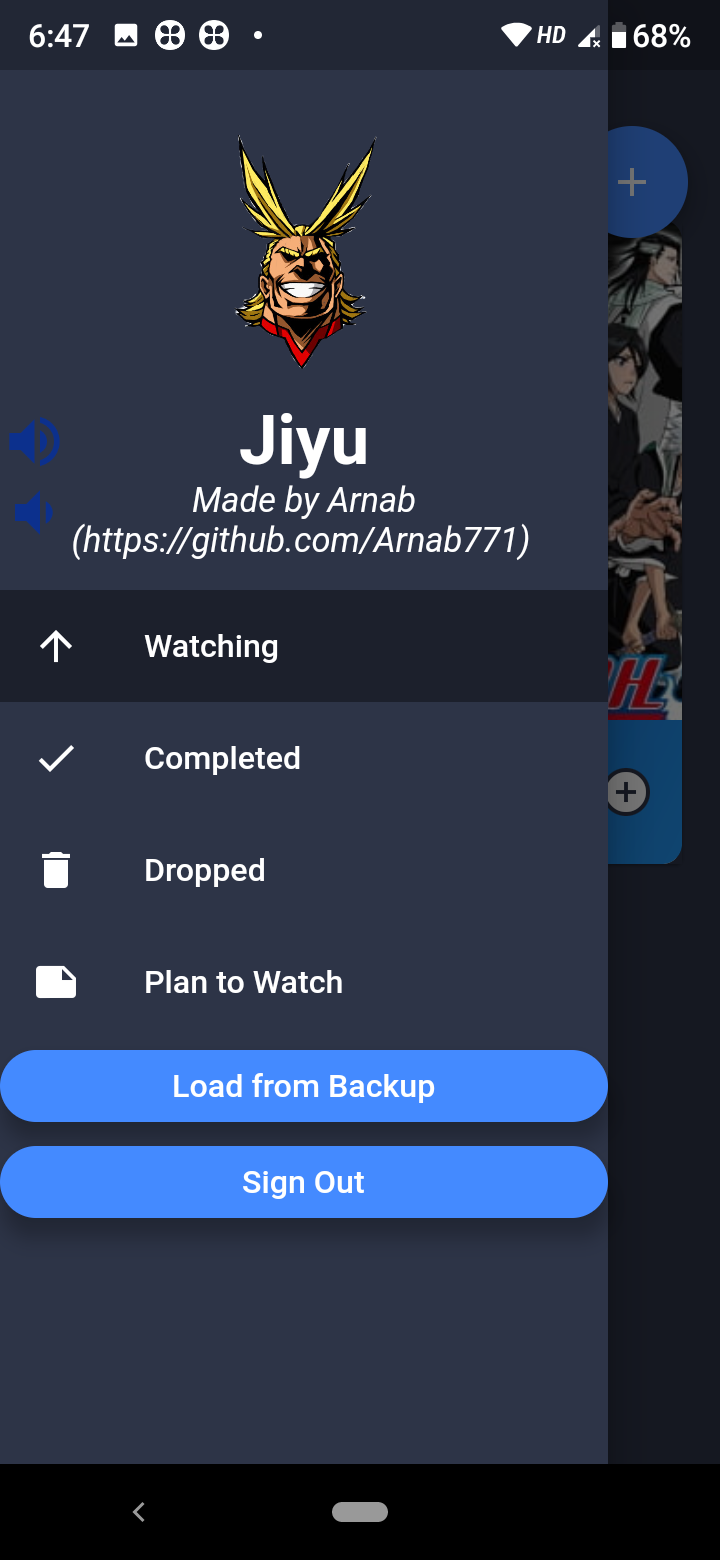 6:47 HD 68%
Jiyu
Made by Arnab
(https://github.com/Arnab771)
Watching
Completed
Dropped
Plan to Watch
Load from Backup
Sign Out